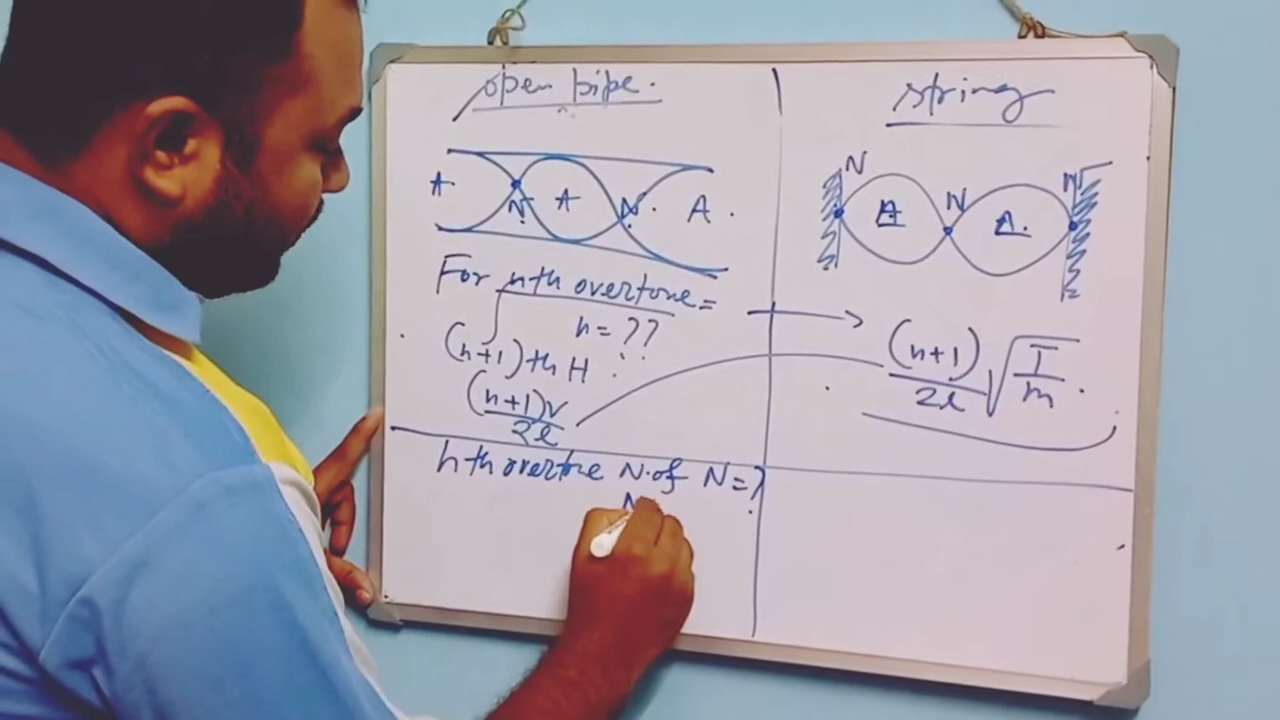 open pipe.
A N A N A.
For nth overtone =
n = ??
(n+1)th H
(n+1)v
2l
nth overtone N. of N = ?
N
string
N N N
A A.
(n+1)
2l
√T
m.